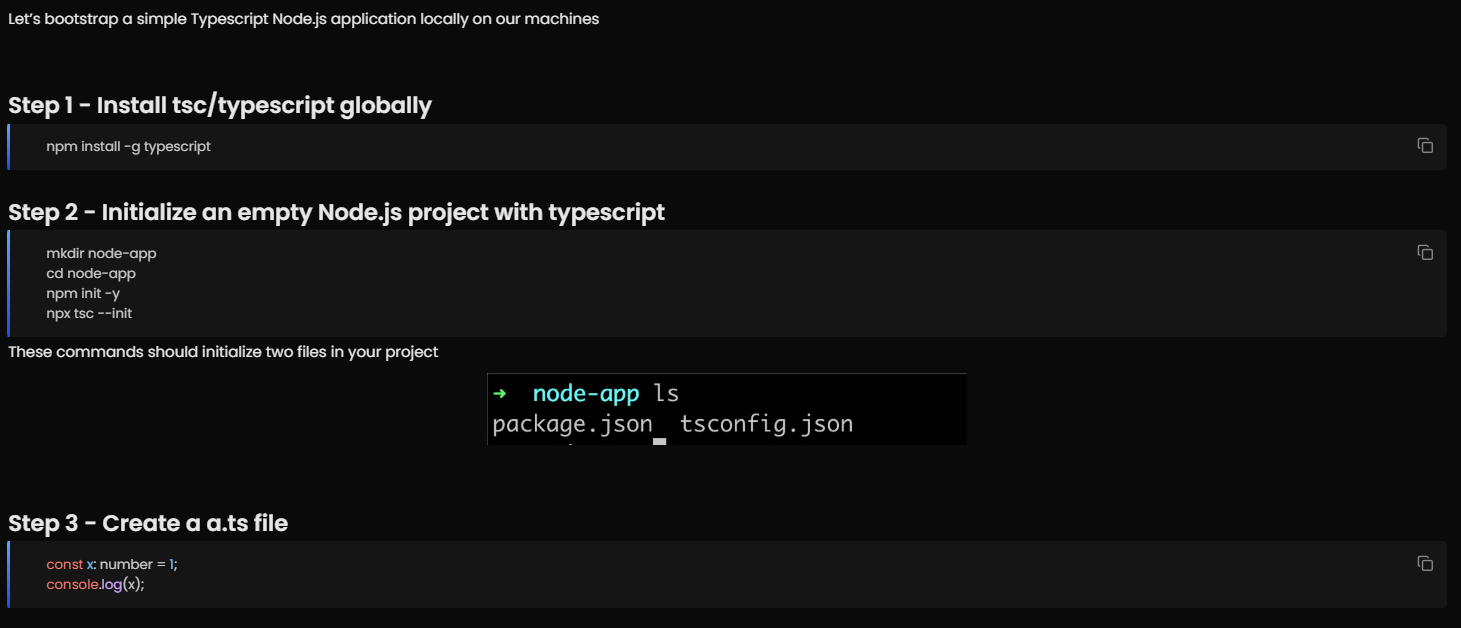 Let's bootstrap a simple Typescript Node.js application locally on our machines
Step 1 - Install tsc/typescript globally
npm install -g typescript
Step 2 - Initialize an empty Node.js project with typescript
mkdir node-app
cd node-app
npm init -y
npx tsc --init
These commands should initialize two files in your project
➜ node-app ls
package.json tsconfig.json
Step 3 - Create a a.ts file
const x: number = 1;
console.log(x);